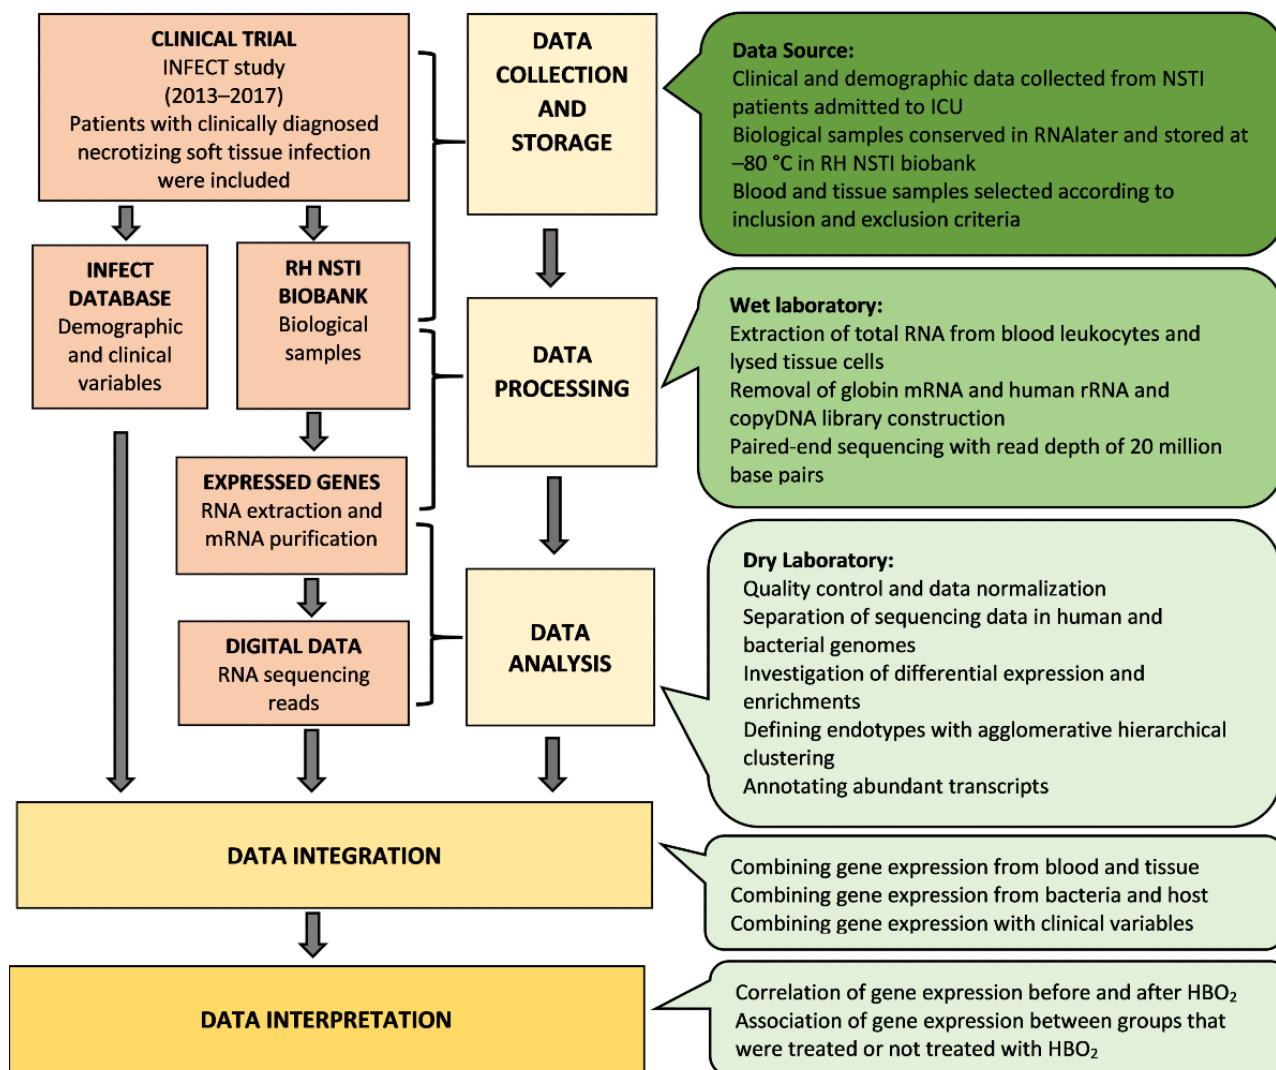 CLINICAL TRIAL
INFECT study
(2013–2017)
Patients with clinically diagnosed
necrotizing soft tissue infection
were included
INFECT
DATABASE
Demographic
and clinical
variables
RH NSTI
BIOBANK
Biological
samples
EXPRESSED GENES
RNA extraction and
mRNA purification
DIGITAL DATA
RNA sequencing
reads
DATA
COLLECTION
AND
STORAGE
DATA
PROCESSING
DATA
ANALYSIS
Data Source:
Clinical and demographic data collected from NSTI
patients admitted to ICU
Biological samples conserved in RNAlater and stored at
–80 °C in RH NSTI biobank
Blood and tissue samples selected according to
inclusion and exclusion criteria
Wet laboratory:
Extraction of total RNA from blood leukocytes and
lysed tissue cells
Removal of globin mRNA and human rRNA and
copyDNA library construction
Paired-end sequencing with read depth of 20 million
base pairs
Dry Laboratory:
Quality control and data normalization
Separation of sequencing data in human and
bacterial genomes
Investigation of differential expression and
enrichments
Defining endotypes with agglomerative hierarchical
clustering
Annotating abundant transcripts
DATA INTEGRATION
Combining gene expression from blood and tissue
Combining gene expression from bacteria and host
Combining gene expression with clinical variables
DATA INTERPRETATION
Correlation of gene expression before and after HBO₂
Association of gene expression between groups that
were treated or not treated with HBO₂